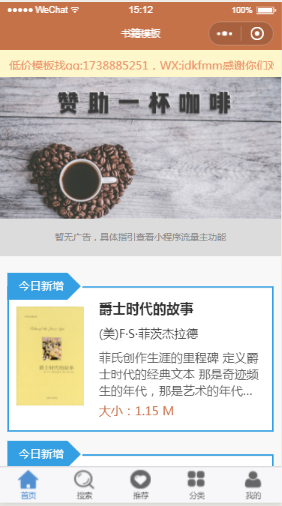 WeChat
15:12
100%
书籍模板
低价模板找qq:1738885251，WX:jdkfmm感谢你们对
赞助一杯咖啡
暂无广告，具体指引查看小程序流量主功能
今日新增
爵士时代的故事
(美)F·S·菲茨杰拉德
菲氏创作生涯的里程碑 定义爵
士时代的经典文本 那是奇迹频
生的年代，那是艺术的年代...
大小：1.15 M
今日新增
首页 搜索 推荐 分类 我的